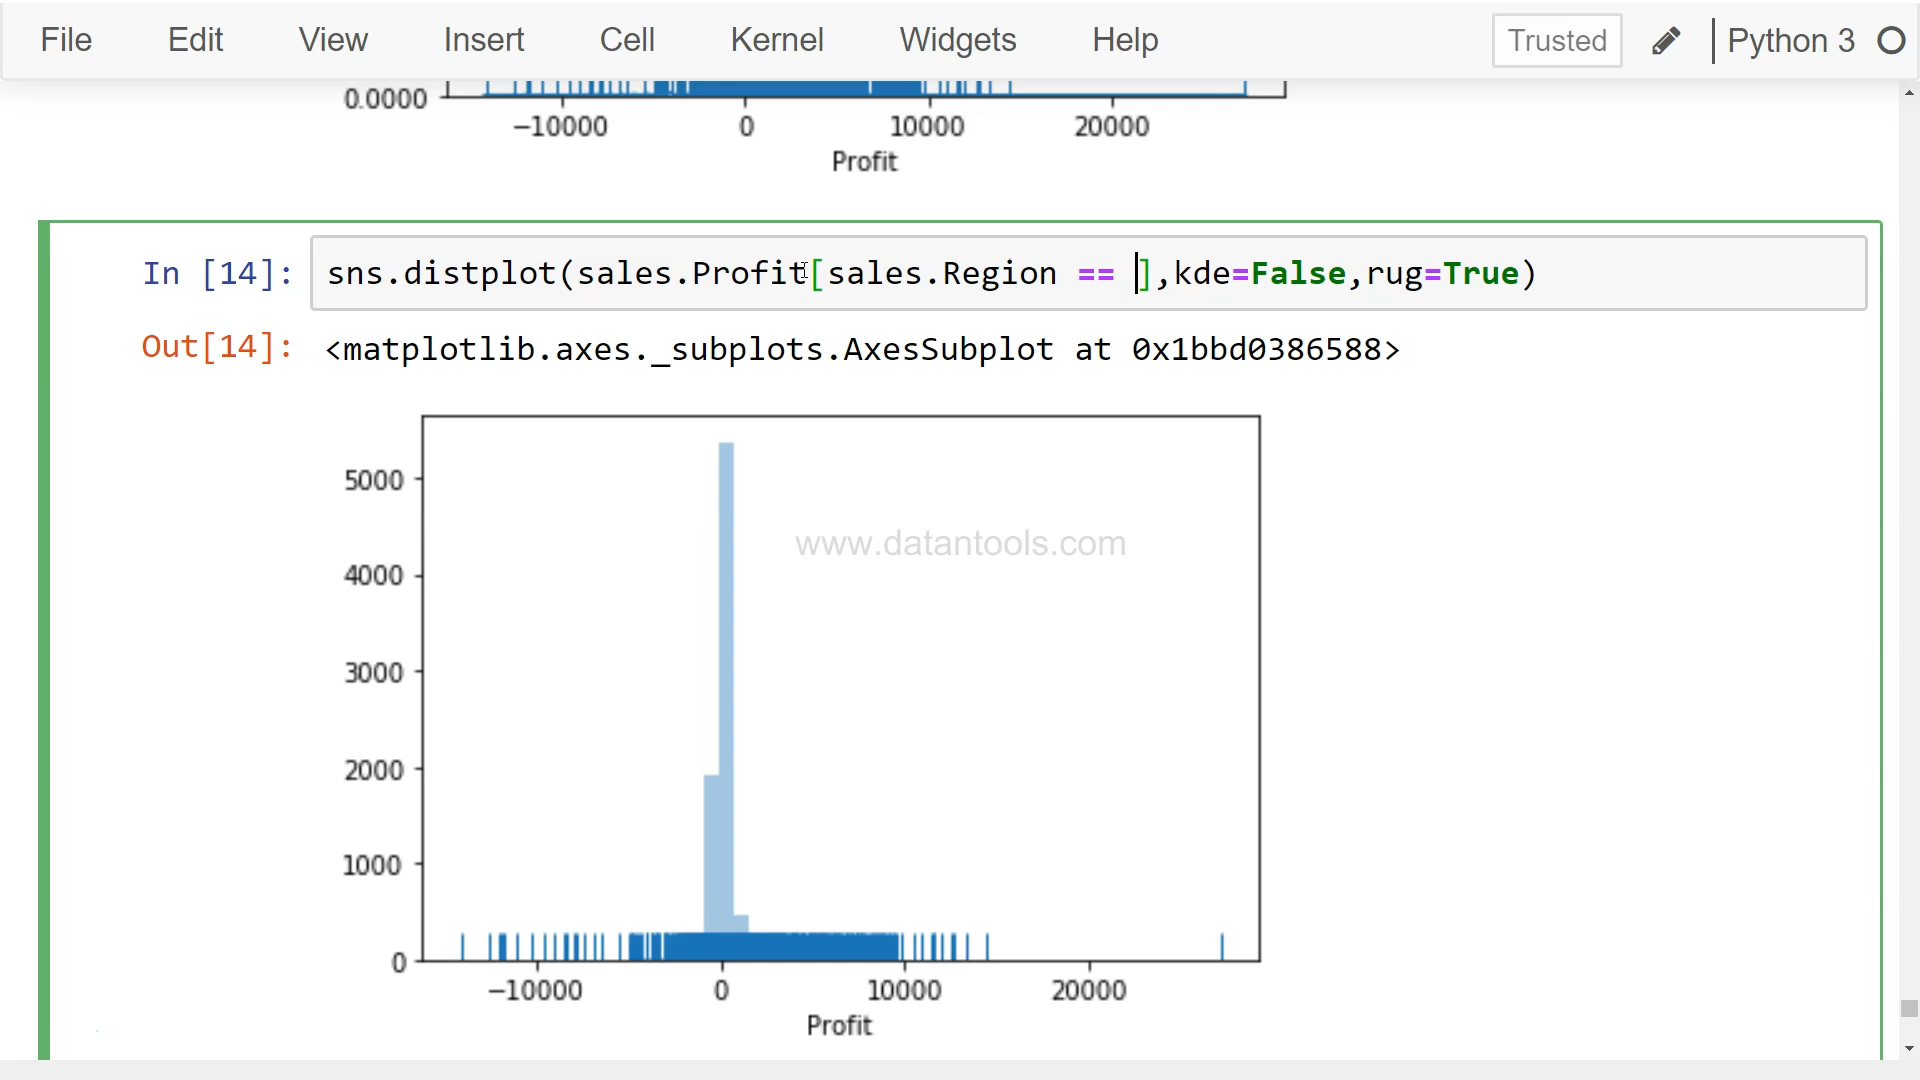 File Edit View Insert Cell Kernel Widgets Help Trusted Python 3
0.0000
−10000 0 10000 20000
Profit
In [14]: sns.distplot(sales.Profit[sales.Region == ],kde=False,rug=True)
Out[14]: <matplotlib.axes._subplots.AxesSubplot at 0x1bbd0386588>
5000
www.datantools.com
4000
3000
2000
1000
0
−10000 0 10000 20000
Profit